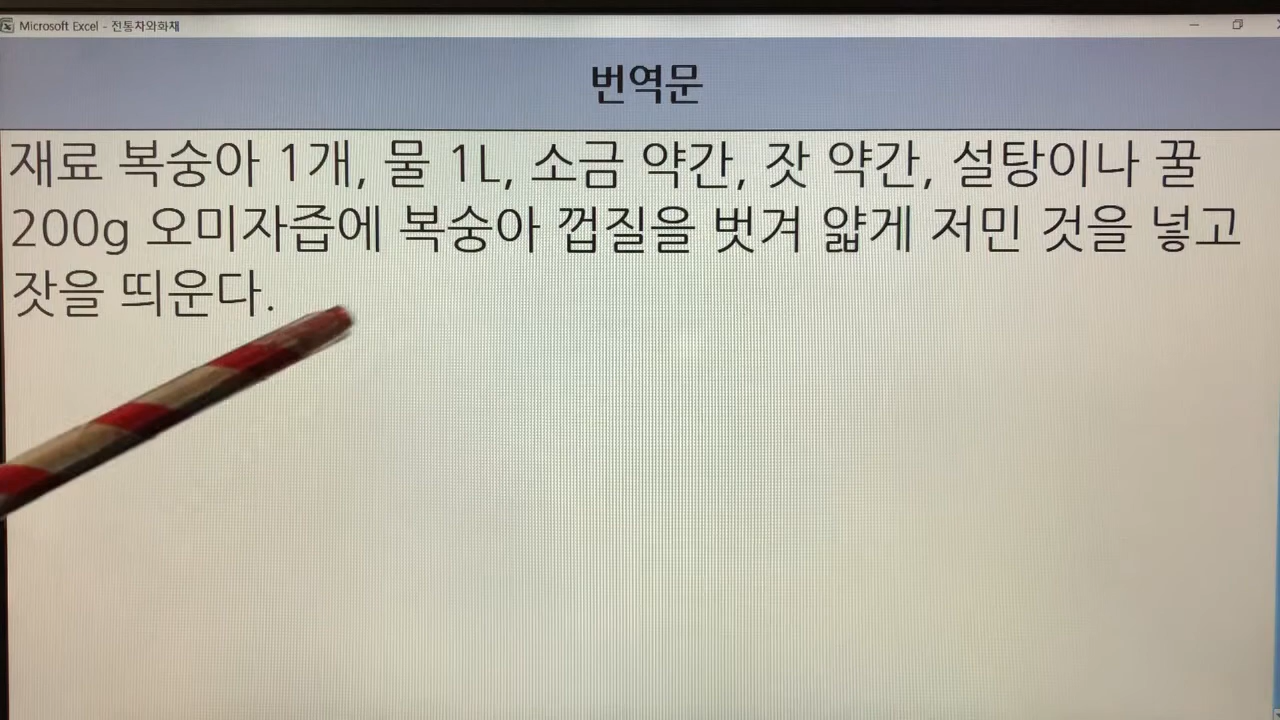 Microsoft Excel - 전통차와화채
번역문
재료 복숭아 1개, 물 1L, 소금 약간, 잣 약간, 설탕이나 꿀
200g 오미자즙에 복숭아 껍질을 벗겨 얇게 저민 것을 넣고
잣을 띄운다.